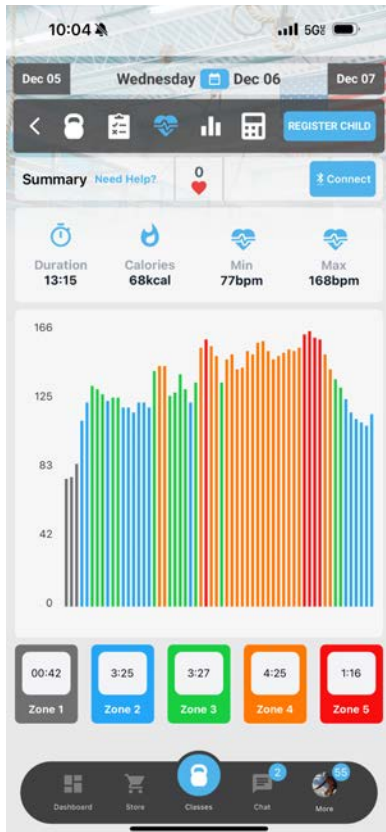 10:04
5G
Dec 05
Wednesday
Dec 06
Dec 07
REGISTER CHILD
Summary
Need Help?
0
Connect
Duration
13:15
Calories
68kcal
Min
77bpm
Max
168bpm
166
125
83
42
0
00:42
Zone 1
3:25
Zone 2
3:27
Zone 3
4:25
Zone 4
1:16
Zone 5
Dashboard
Store
Classes
2
Chat
55
More